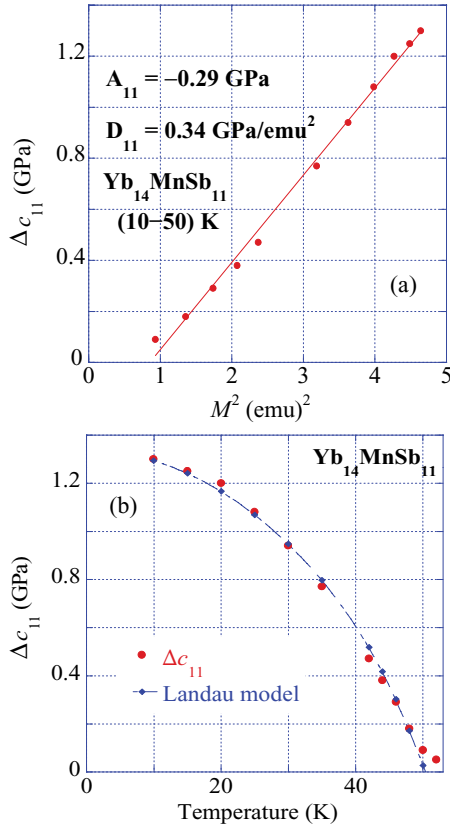 1.2
0.8
0.4
0
Δc₁₁ (GPa)
A₁₁ = −0.29 GPa
D₁₁ = 0.34 GPa/emu²
Yb₁₄MnSb₁₁
(10−50) K
(a)
0 1 2 3 4 5
M² (emu)²
Yb₁₄MnSb₁₁
(b)
1.2
0.8
0.4
0
Δc₁₁ (GPa)
Δc₁₁
Landau model
0 20 40
Temperature (K)